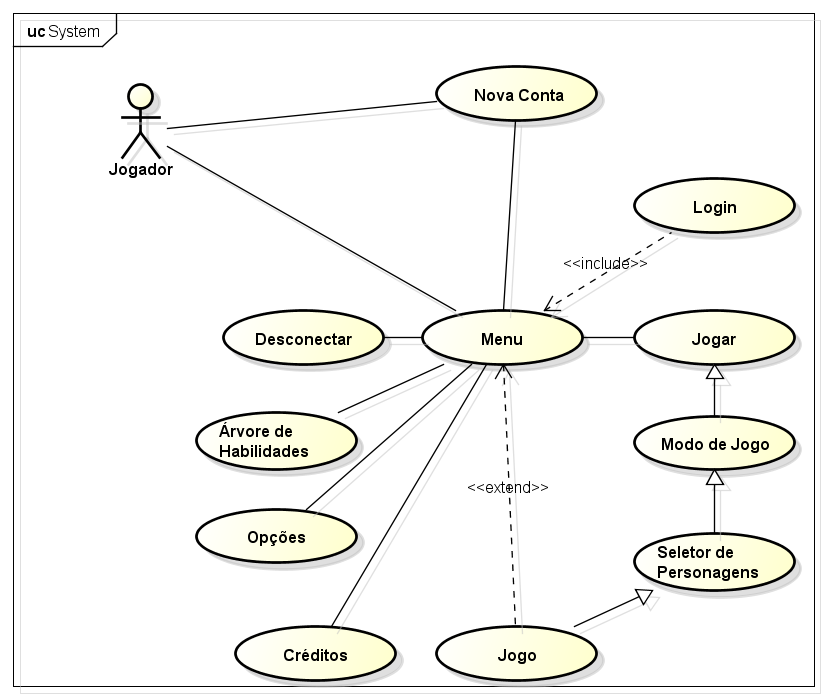 uc System
Nova Conta
Jogador
Login
<<include>>
Desconectar
Menu
Jogar
Árvore de
Habilidades
Modo de Jogo
<<extend>>
Opções
Seletor de
Personagens
Créditos
Jogo